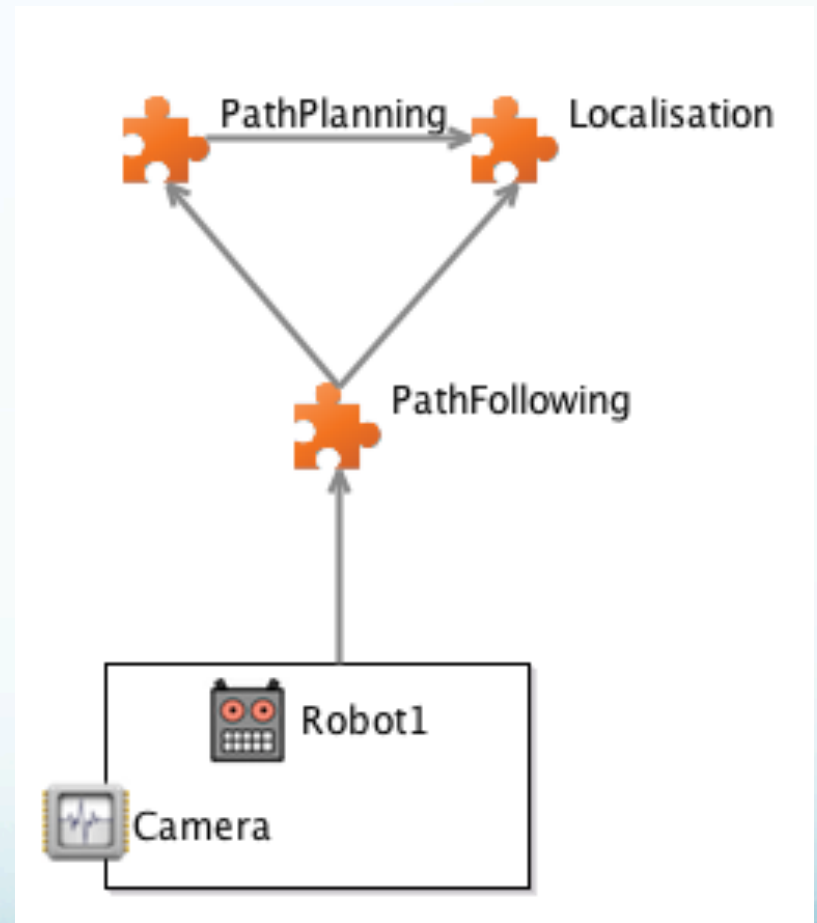 PathPlanning
Localisation
PathFollowing
Robot1
Camera